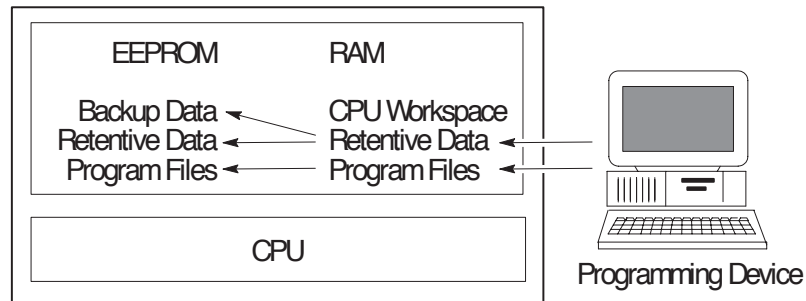 EEPROM RAM
Backup Data CPU Workspace
Retentive Data Retentive Data
Program Files Program Files
CPU
Programming Device